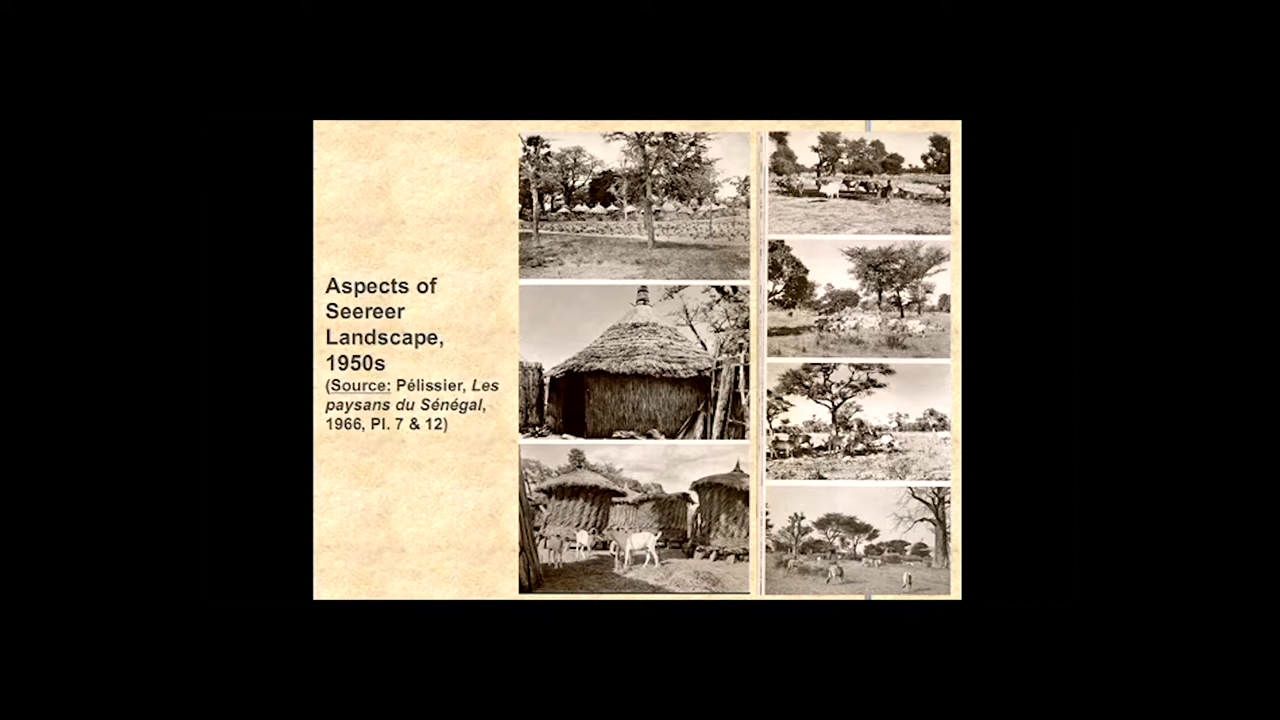 Aspects of
Seereer
Landscape,
1950s
(Source: Pélissier, Les
paysans du Sénégal,
1966, Pl. 7 & 12)